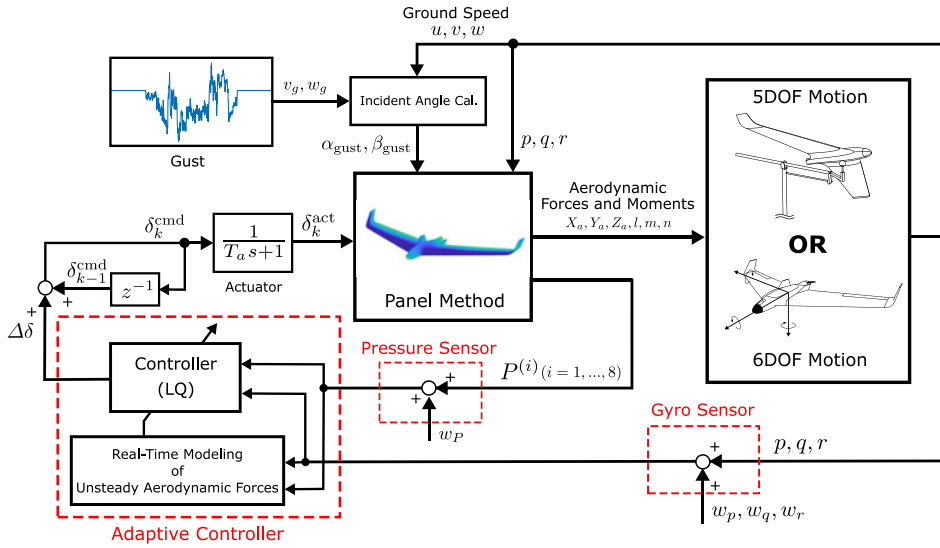 Ground Speed
u, v, w
v_g, w_g
Incident Angle Cal.
Gust
α_gust, β_gust
p, q, r
5DOF Motion
OR
6DOF Motion
Aerodynamic
Forces and Moments
X_a, Y_a, Z_a, l, m, n
Panel Method
δ_k^cmd
1
T_a s+1
Actuator
δ_k^act
δ_{k−1}^cmd
z^{−1}
+
+
Δδ
Controller
(LQ)
Real-Time Modeling
of
Unsteady Aerodynamic Forces
Adaptive Controller
Pressure Sensor
+
+
w_P
P^{(i)} (i = 1, ..., 8)
Gyro Sensor
+
+
p, q, r
w_p, w_q, w_r